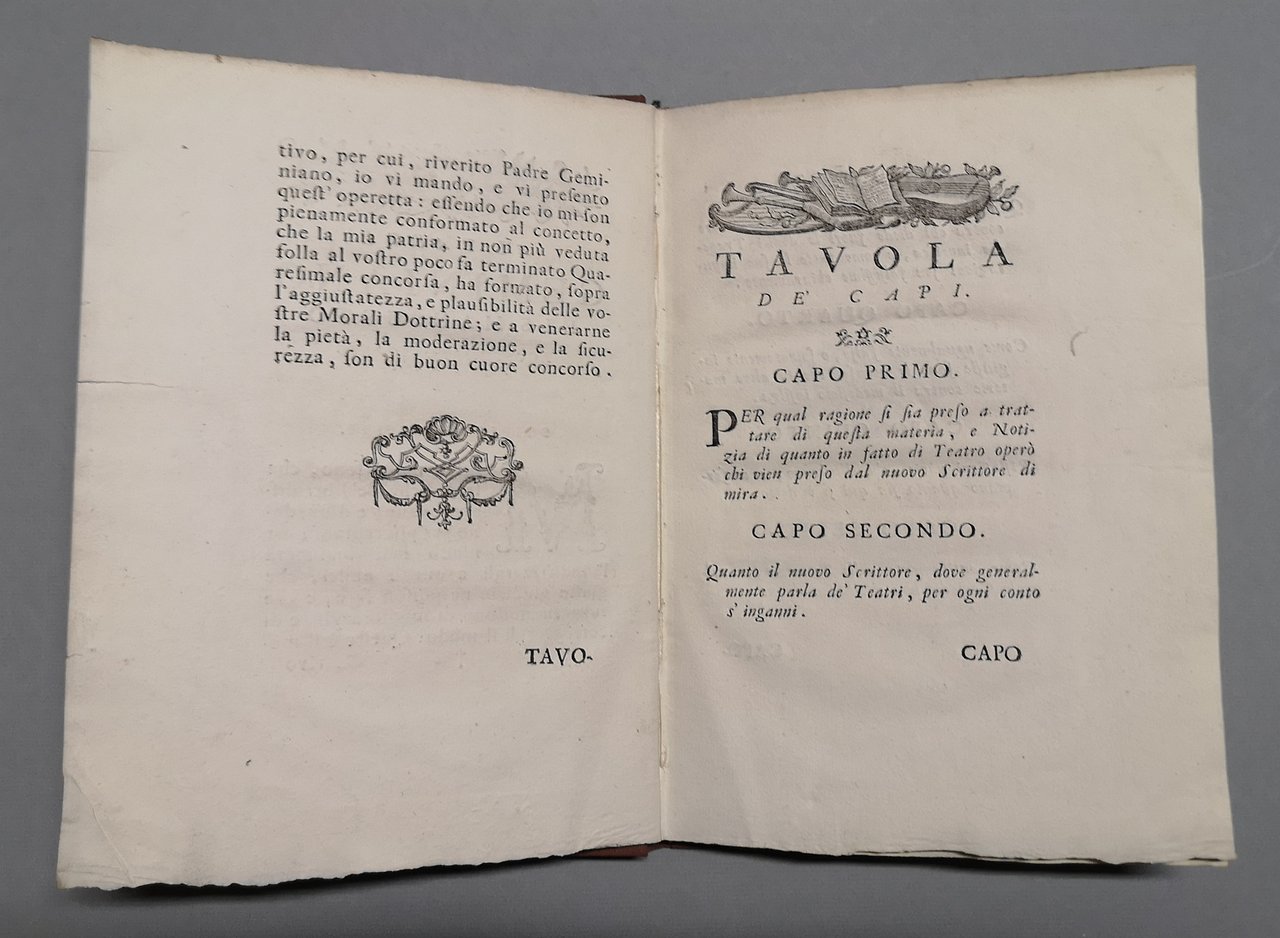 tivo, per cui, riverito Padre Gemi-
niano, io vi mando, e vi preſento
queſt' operetta: eſſendo che io mi ſon
pienamente conformato al concetto,
che la mia patria, in non più veduta
folla al voſtro poco fa terminato Qua-
reſimale concorſa, ha formato, ſopra
l'aggiuſtatezza, e plauſibilità delle vo-
ſtre Morali Dottrine; e a venerarne
la pietà, la moderazione, e la ſicu-
rezza, ſon di buon cuore concorſo.
TAVO-
TAVOLA
DE' CAPI.
CAPO PRIMO.
PER qual ragione ſi ſia preſo a trat-
tare di queſta materia, e Noti-
zia di quanto in fatto di Teatro operò
chi vien preſo dal nuovo Scrittore di
mira.
CAPO SECONDO.
Quanto il nuovo Scrittore, dove general-
mente parla de' Teatri, per ogni conto
s' inganni.
CAPO